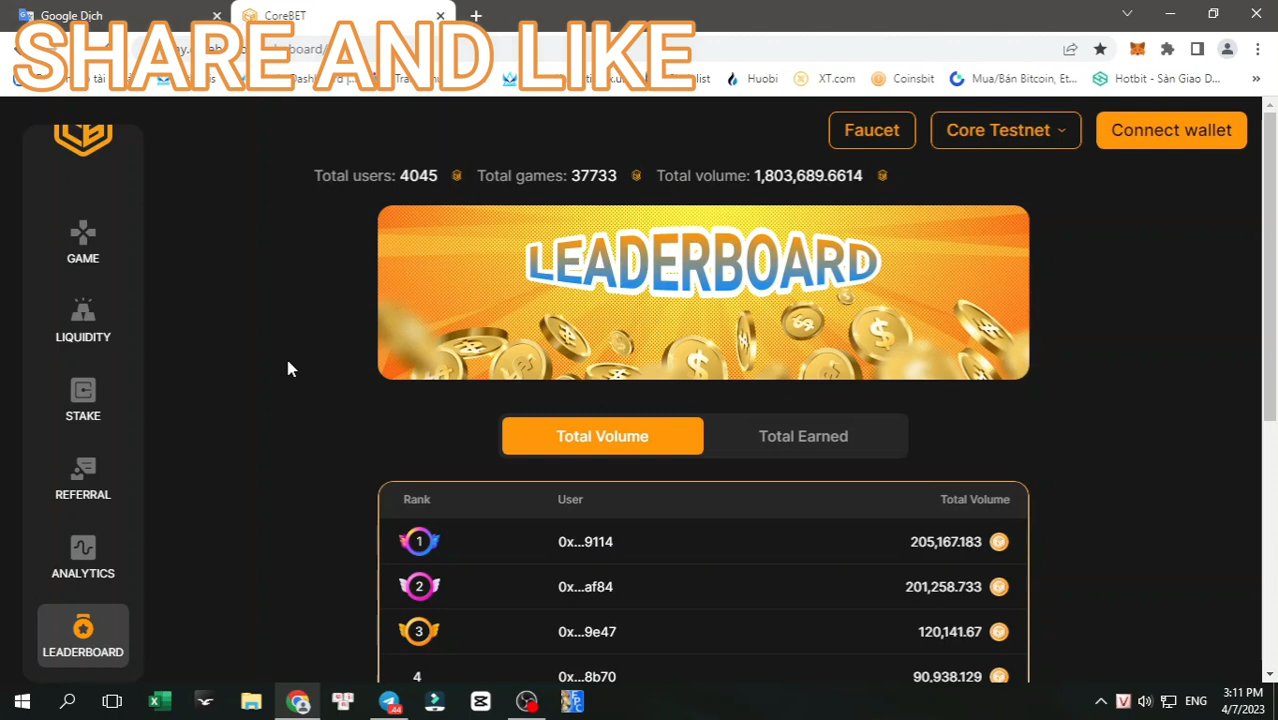 Google Dịch
CoreBET
SHARE AND LIKE
Huobi
XT.com
Coinsbit
Mua/Bán Bitcoin, Et...
Hotbit - Sàn Giao D...
Faucet
Core Testnet
Connect wallet
Total users: 4045
Total games: 37733
Total volume: 1,803,689.6614
LEADERBOARD
GAME
LIQUIDITY
STAKE
REFERRAL
ANALYTICS
LEADERBOARD
Total Volume
Total Earned
Rank
User
Total Volume
1
0x...9114
205,167.183
2
0x...af84
201,258.733
3
0x...9e47
120,141.67
4
0x...8b70
90,938.129
44
ENG
3:11 PM
4/7/2023